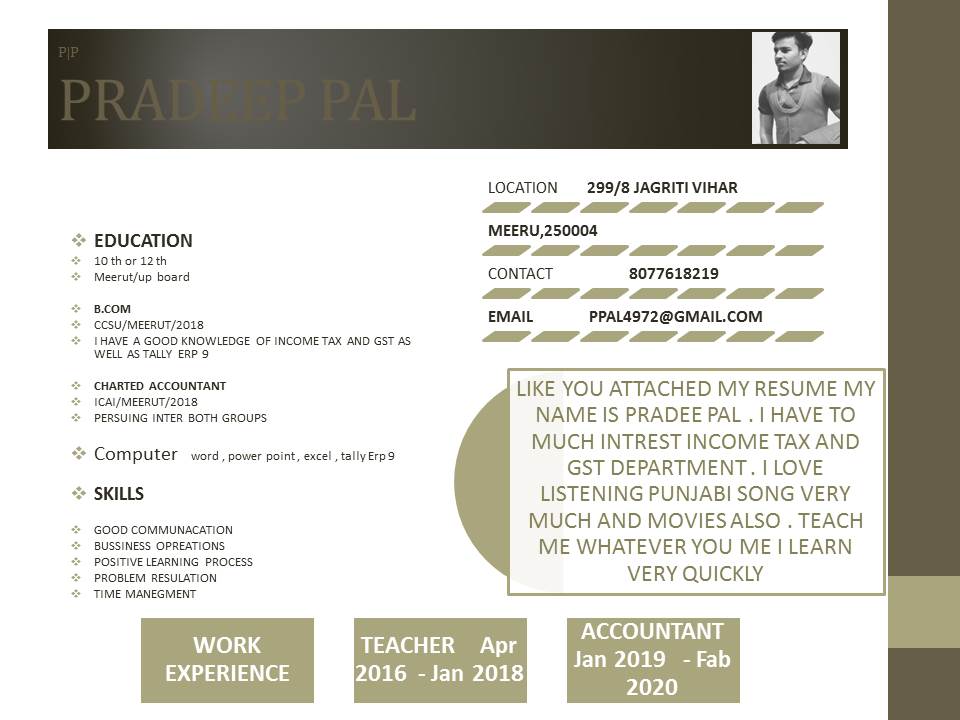 P|P
PRADEEP PAL
LOCATION 299/8 JAGRITI VIHAR
MEERU,250004
CONTACT 8077618219
EMAIL PPAL4972@GMAIL.COM
EDUCATION
10 th or 12 th
Meerut/up board
B.COM
CCSU/MEERUT/2018
I HAVE A GOOD KNOWLEDGE OF INCOME TAX AND GST AS
WELL AS TALLY ERP 9
CHARTED ACCOUNTANT
ICAI/MEERUT/2018
PERSUING INTER BOTH GROUPS
Computer word , power point , excel , tally Erp 9
SKILLS
GOOD COMMUNACATION
BUSSINESS OPREATIONS
POSITIVE LEARNING PROCESS
PROBLEM RESULATION
TIME MANEGMENT
LIKE YOU ATTACHED MY RESUME MY
NAME IS PRADEE PAL . I HAVE TO
MUCH INTREST INCOME TAX AND
GST DEPARTMENT . I LOVE
LISTENING PUNJABI SONG VERY
MUCH AND MOVIES ALSO . TEACH
ME WHATEVER YOU ME I LEARN
VERY QUICKLY
WORK
EXPERIENCE
TEACHER Apr
2016 - Jan 2018
ACCOUNTANT
Jan 2019 - Fab
2020